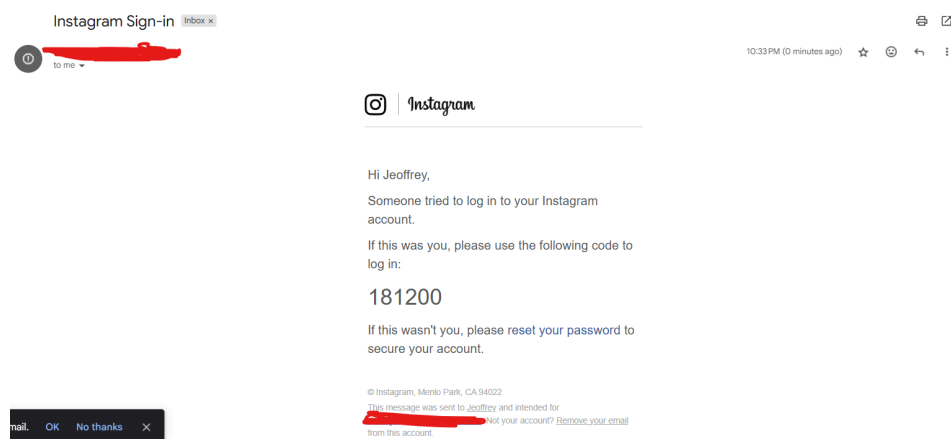 Instagram Sign-in Inbox x
10:33 PM (0 minutes ago)
to me
Instagram
Hi Jeoffrey,
Someone tried to log in to your Instagram
account.
If this was you, please use the following code to
log in:
181200
If this wasn't you, please reset your password to
secure your account.
© Instagram, Menlo Park, CA 94022
This message was sent to Jeoffrey and intended for
Not your account? Remove your email
from this account.
mail. OK No thanks